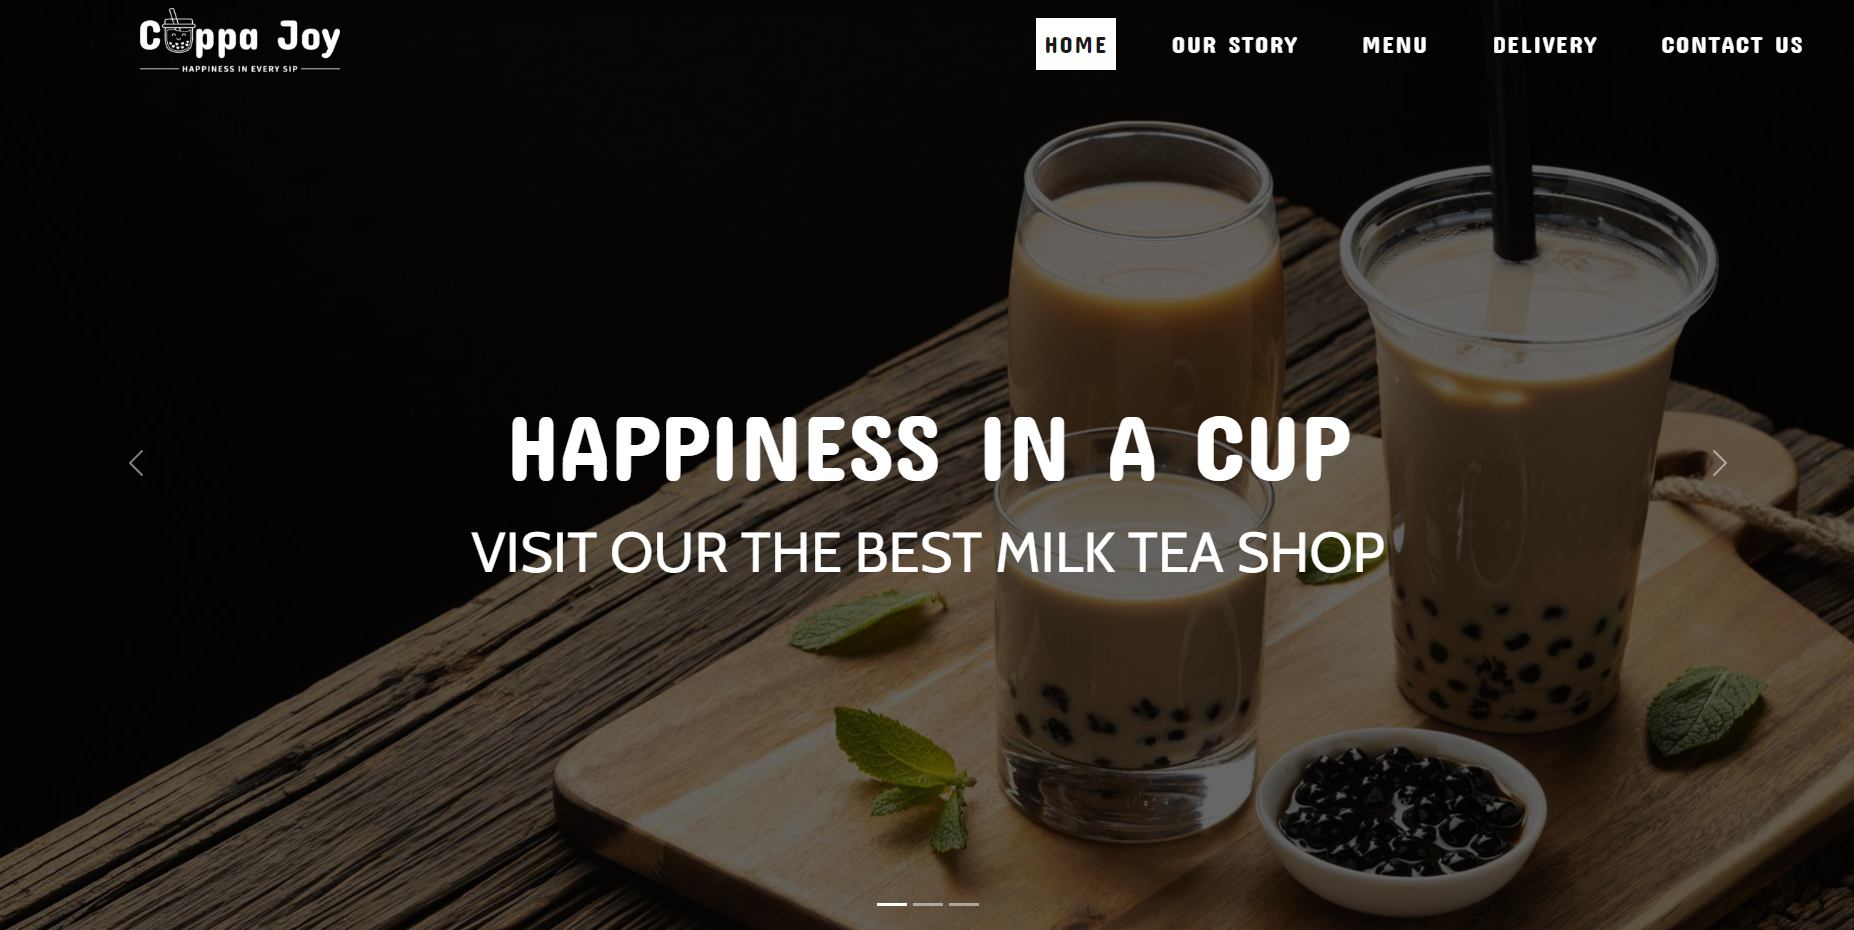 Cuppa Joy
HAPPINESS IN EVERY SIP
HOME
OUR STORY
MENU
DELIVERY
CONTACT US
HAPPINESS IN A CUP
VISIT OUR THE BEST MILK TEA SHOP